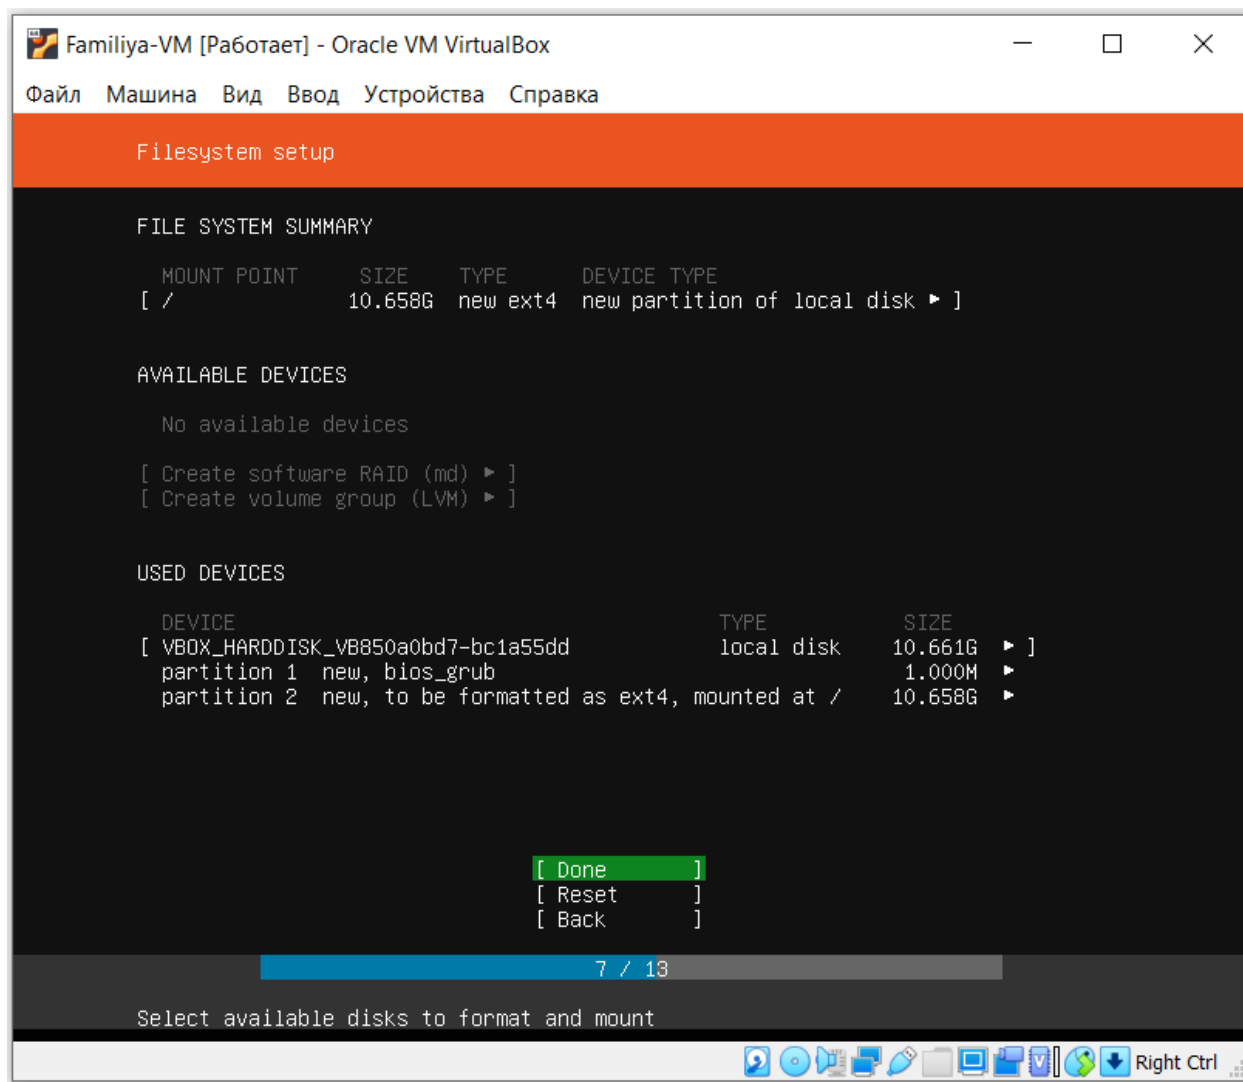 Familiya-VM [Работает] - Oracle VM VirtualBox
Файл Машина Вид Ввод Устройства Справка
Filesystem setup
FILE SYSTEM SUMMARY
MOUNT POINT SIZE TYPE DEVICE TYPE
[ / 10.658G new ext4 new partition of local disk ▸ ]
AVAILABLE DEVICES
No available devices
[ Create software RAID (md) ▸ ]
[ Create volume group (LVM) ▸ ]
USED DEVICES
DEVICE TYPE SIZE
[ VBOX_HARDDISK_VB850a0bd7-bc1a55dd local disk 10.661G ▸ ]
partition 1 new, bios_grub 1.000M ▸
partition 2 new, to be formatted as ext4, mounted at / 10.658G ▸
[ Done ]
[ Reset ]
[ Back ]
7 / 13
Select available disks to format and mount
Right Ctrl